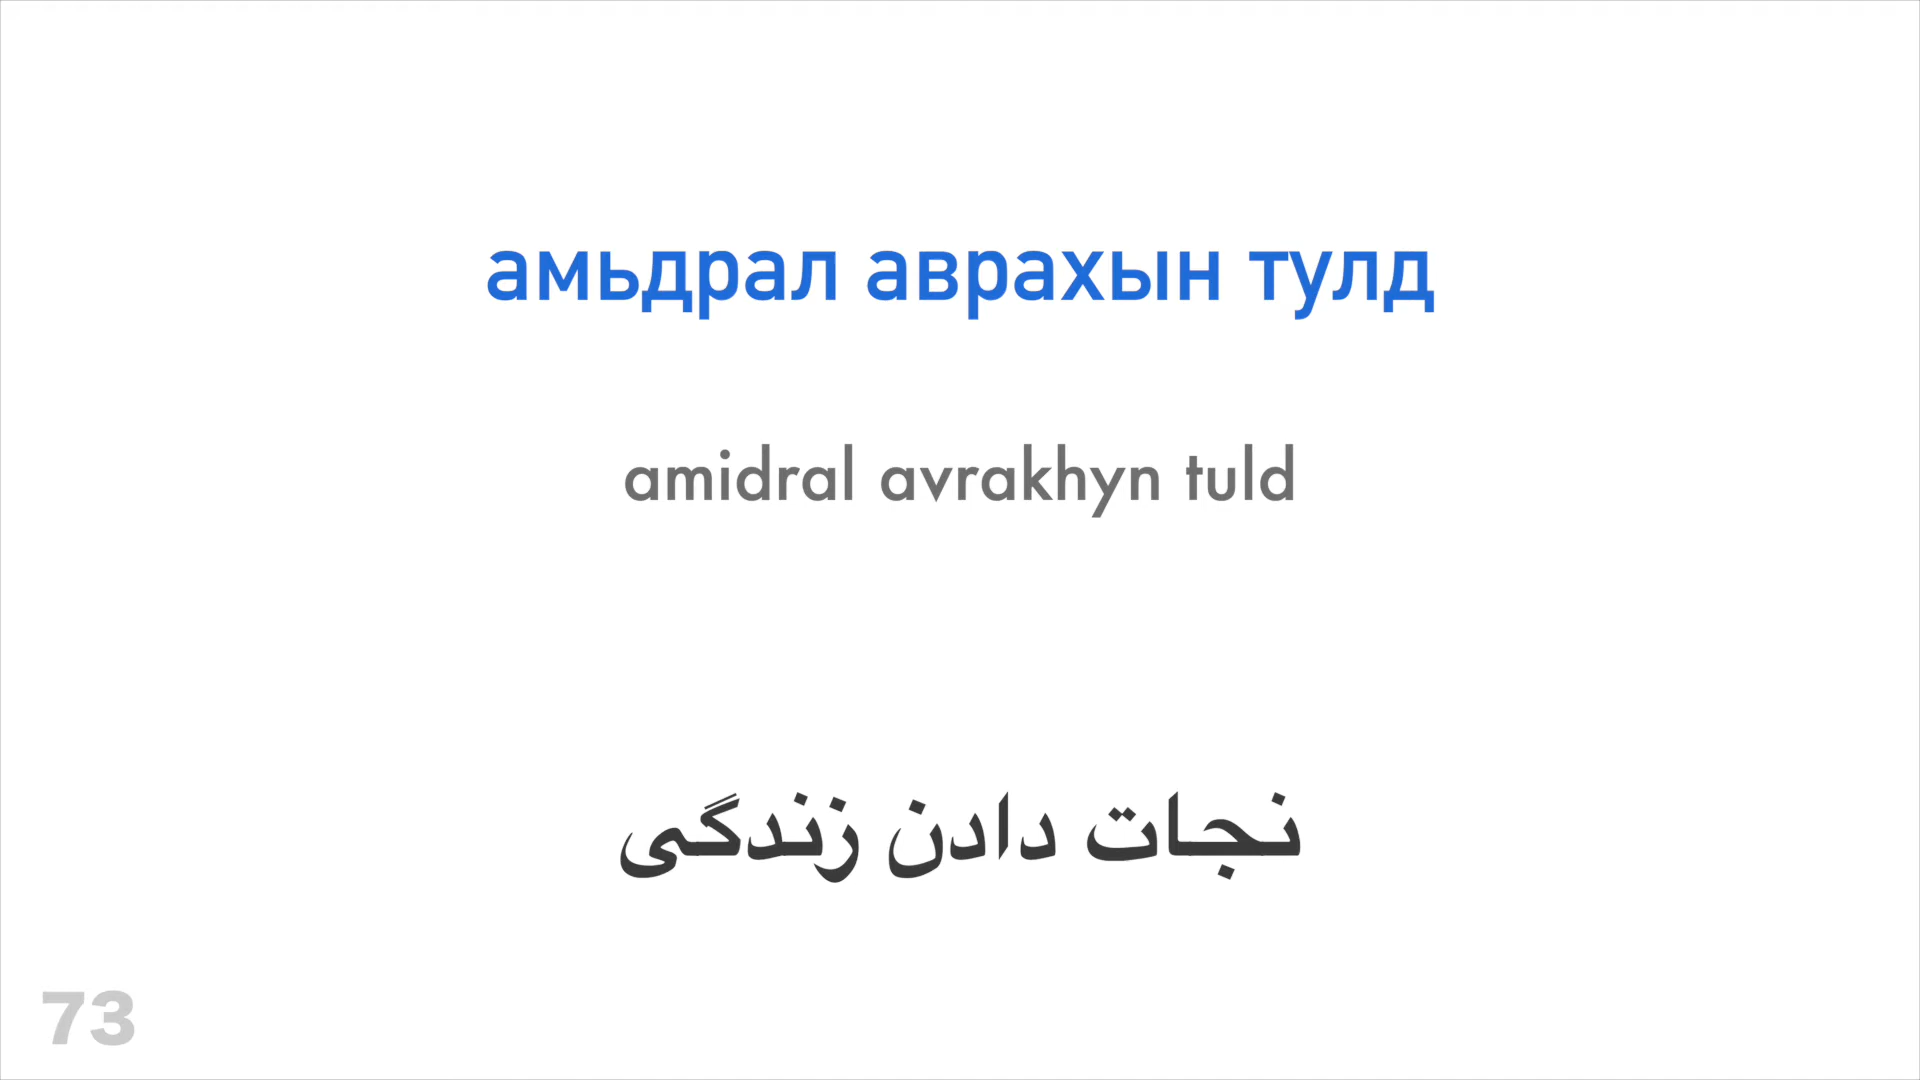 амьдрал аврахын тулд
amidral avrakhyn tuld
نجات دادن زندگی
73